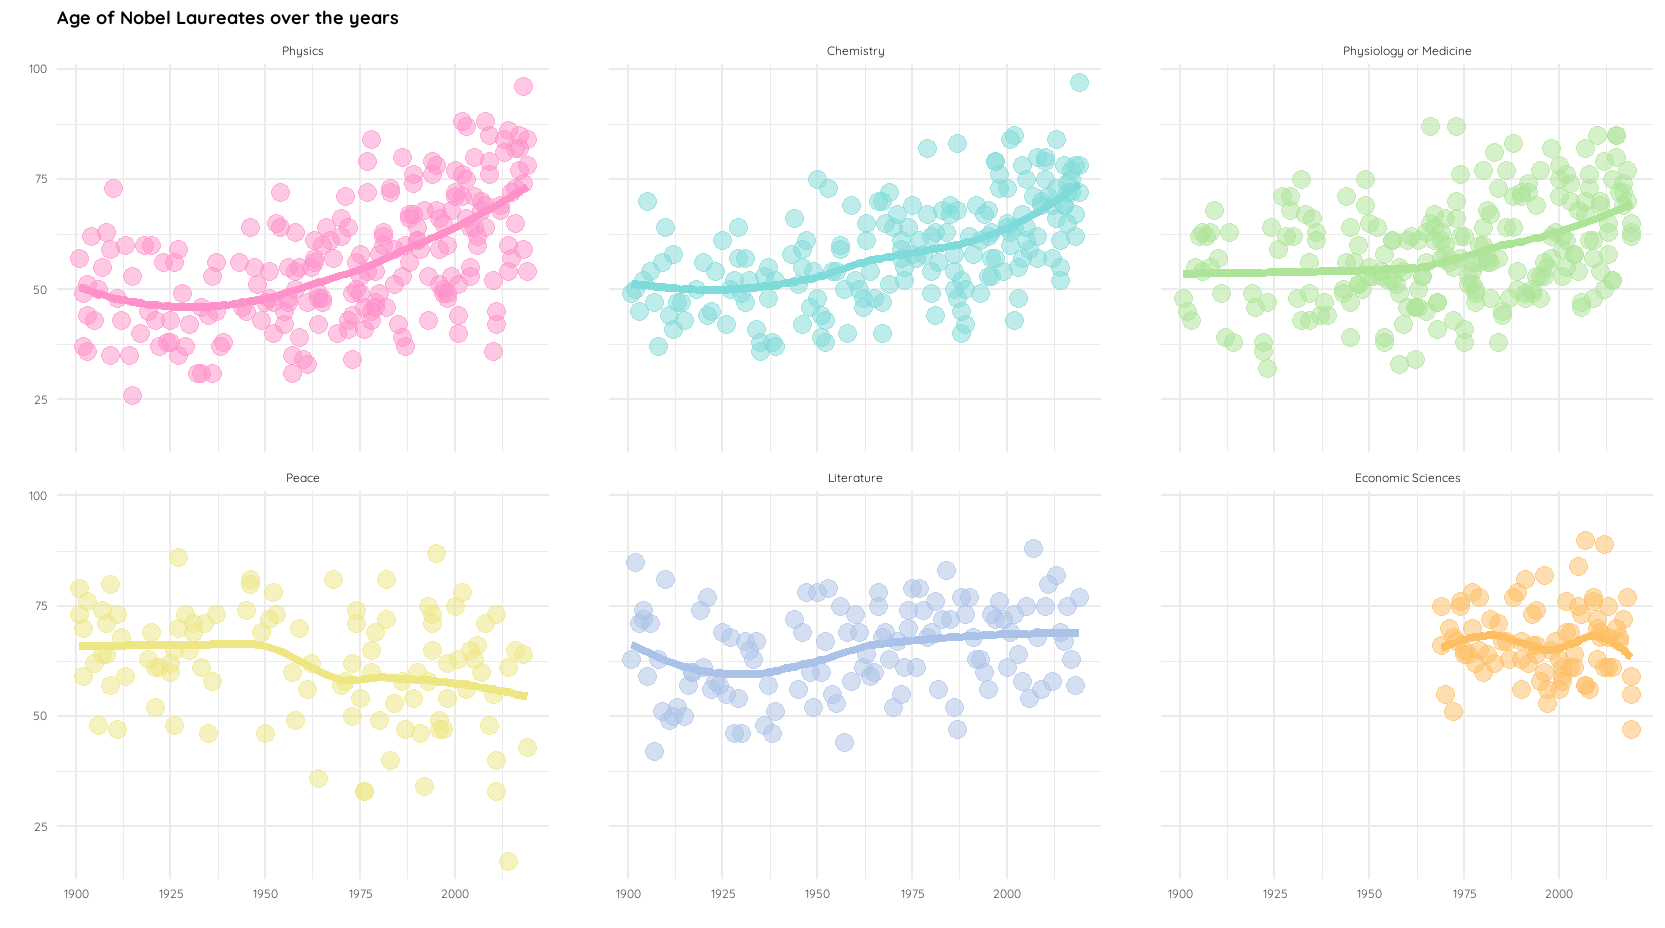 Age of Nobel Laureates over the years
Physics
Chemistry
Physiology or Medicine
100
75
50
25
Peace
Literature
Economic Sciences
100
75
50
25
1900 1925 1950 1975 2000
1900 1925 1950 1975 2000
1900 1925 1950 1975 2000